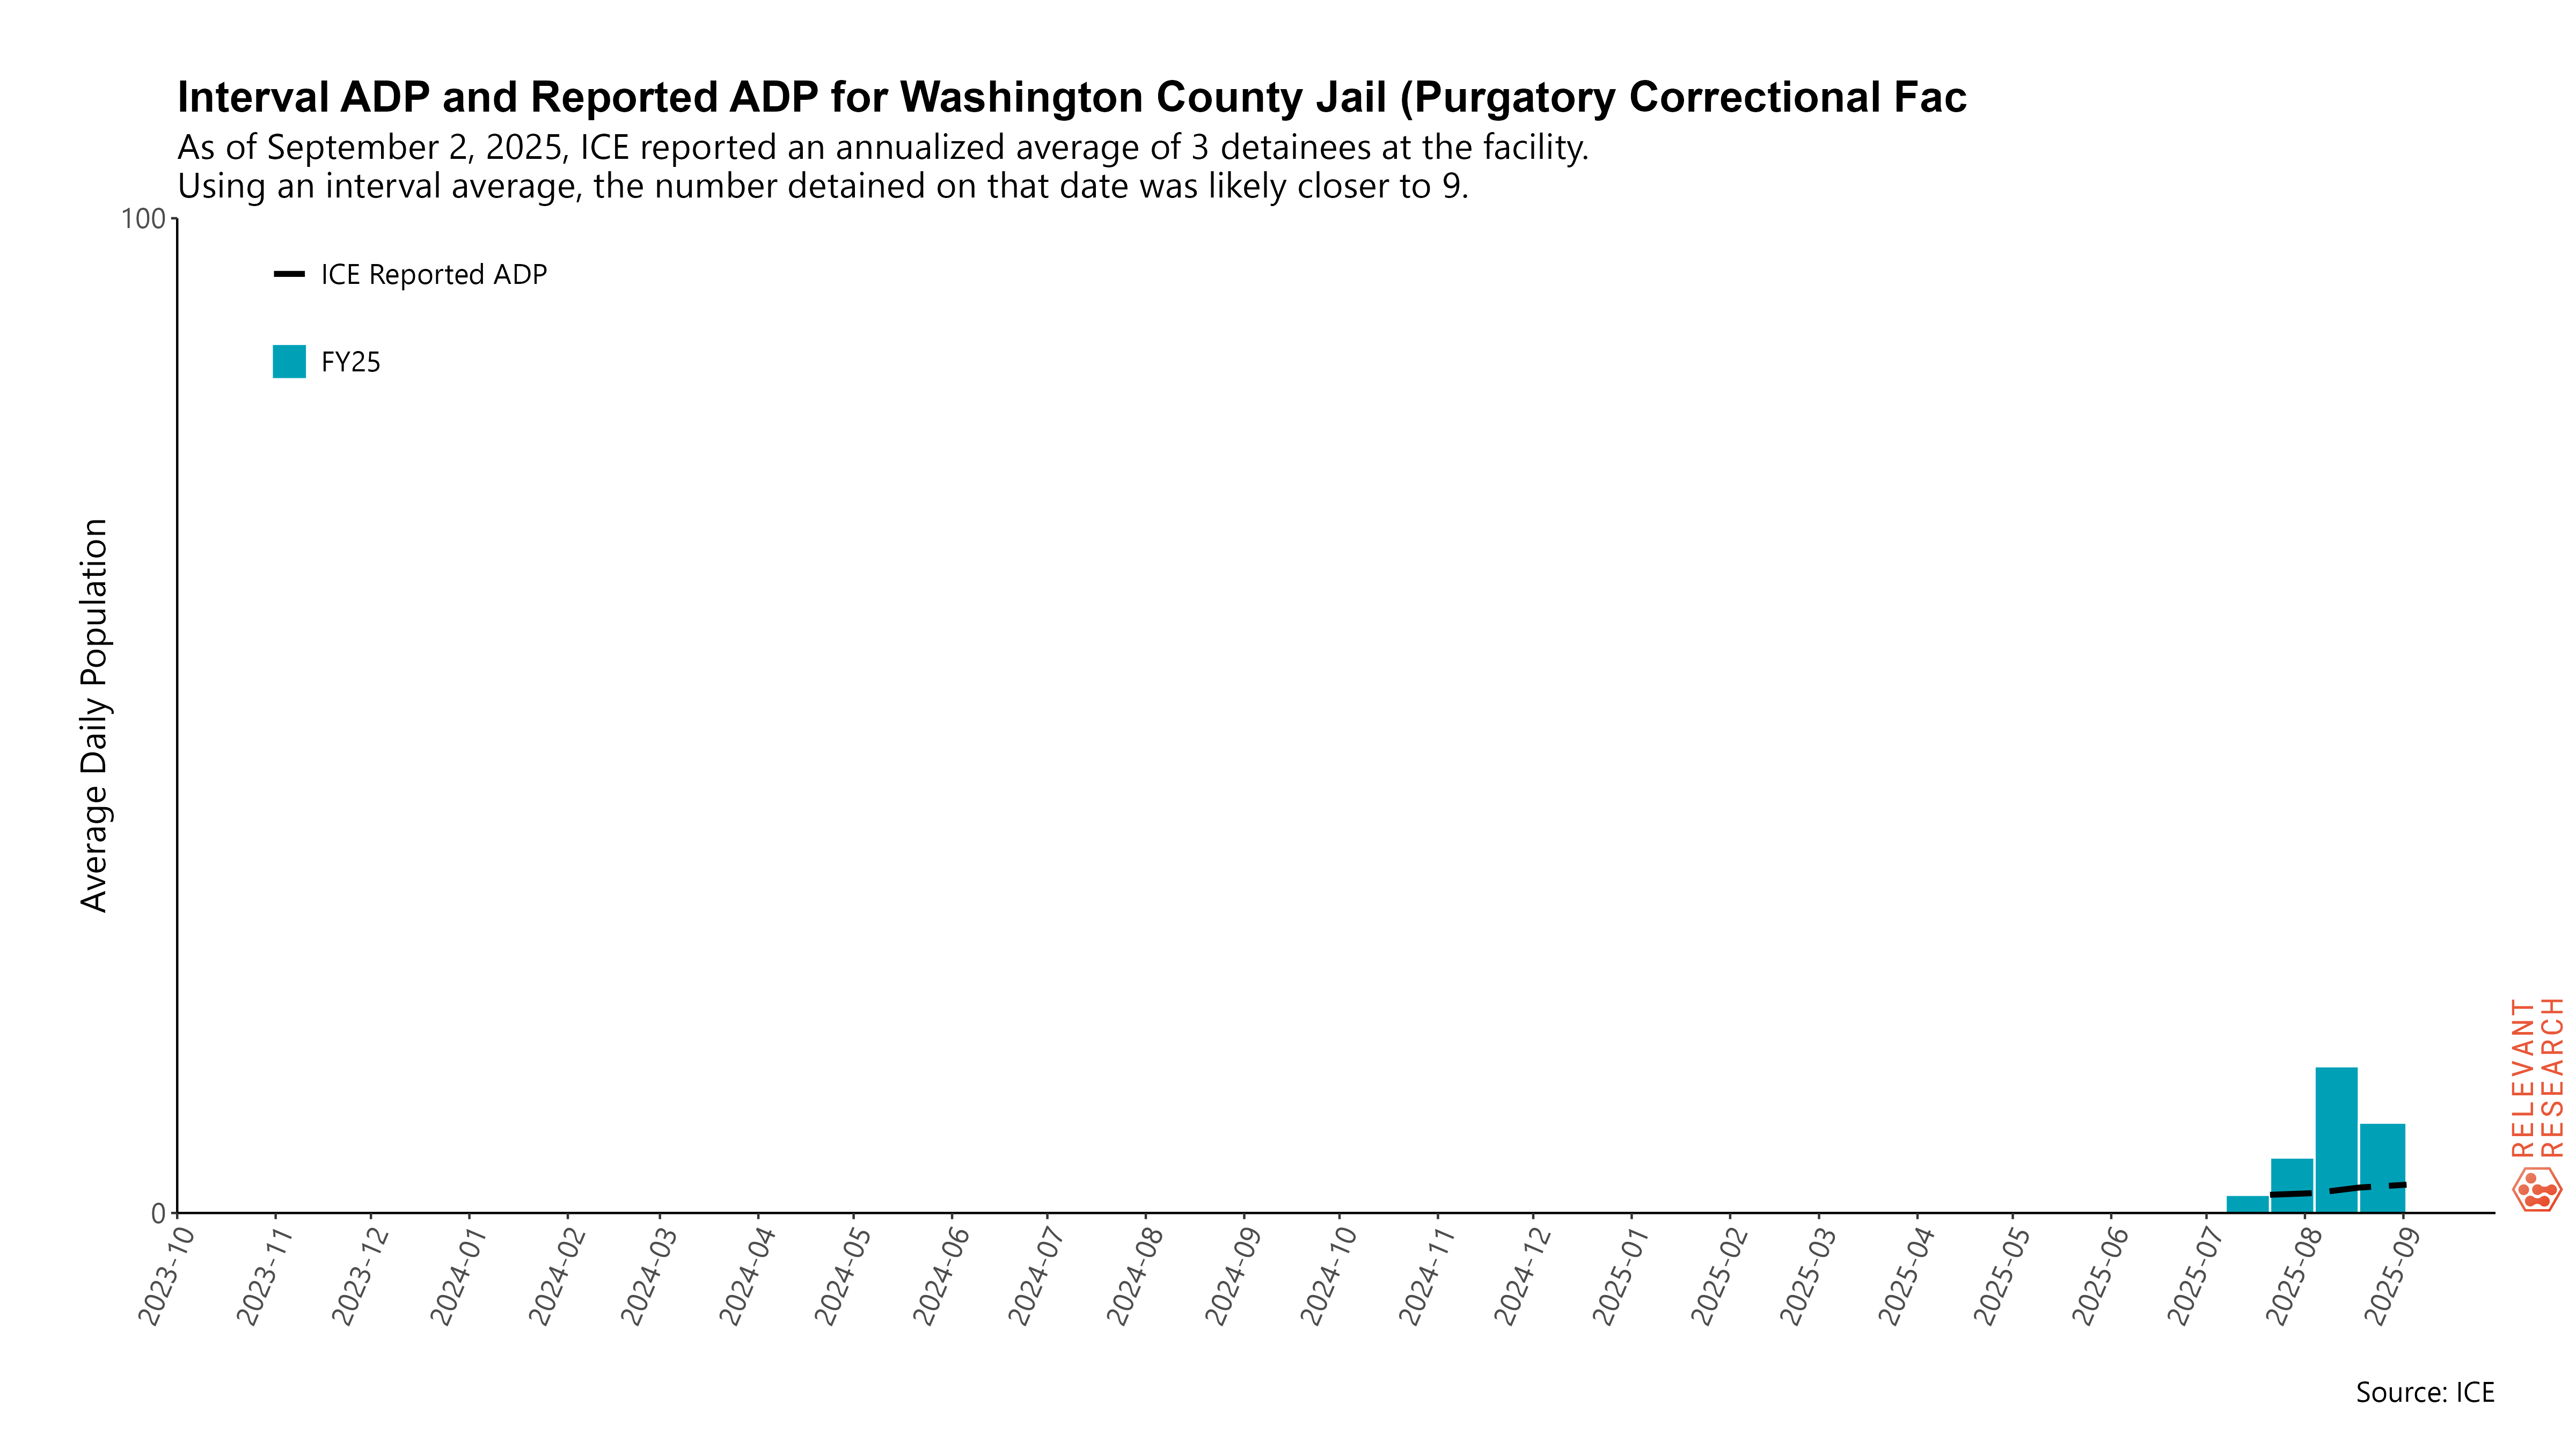 Interval ADP and Reported ADP for Washington County Jail (Purgatory Correctional Fac
As of September 2, 2025, ICE reported an annualized average of 3 detainees at the facility.
Using an interval average, the number detained on that date was likely closer to 9.
100
ICE Reported ADP
FY25
Average Daily Population
0
2023-10
2023-11
2023-12
2024-01
2024-02
2024-03
2024-04
2024-05
2024-06
2024-07
2024-08
2024-09
2024-10
2024-11
2024-12
2025-01
2025-02
2025-03
2025-04
2025-05
2025-06
2025-07
2025-08
2025-09
RELEVANT
RESEARCH
Source: ICE